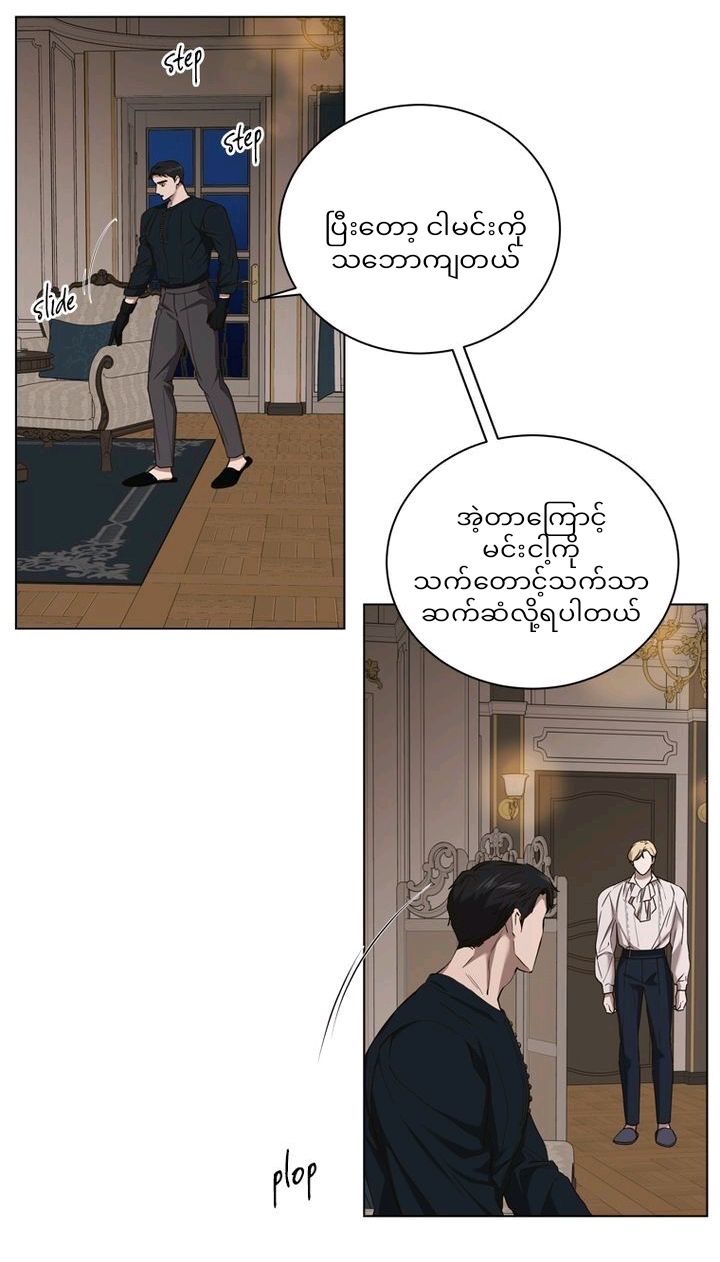 step
step
slide
ပြီးတော့ ငါမင်းကို
သဘောကျတယ်
အဲ့တာကြောင့်
မင်းငါ့ကို
သက်တောင့်သက်သာ
ဆက်ဆံလို့ရပါတယ်
plop